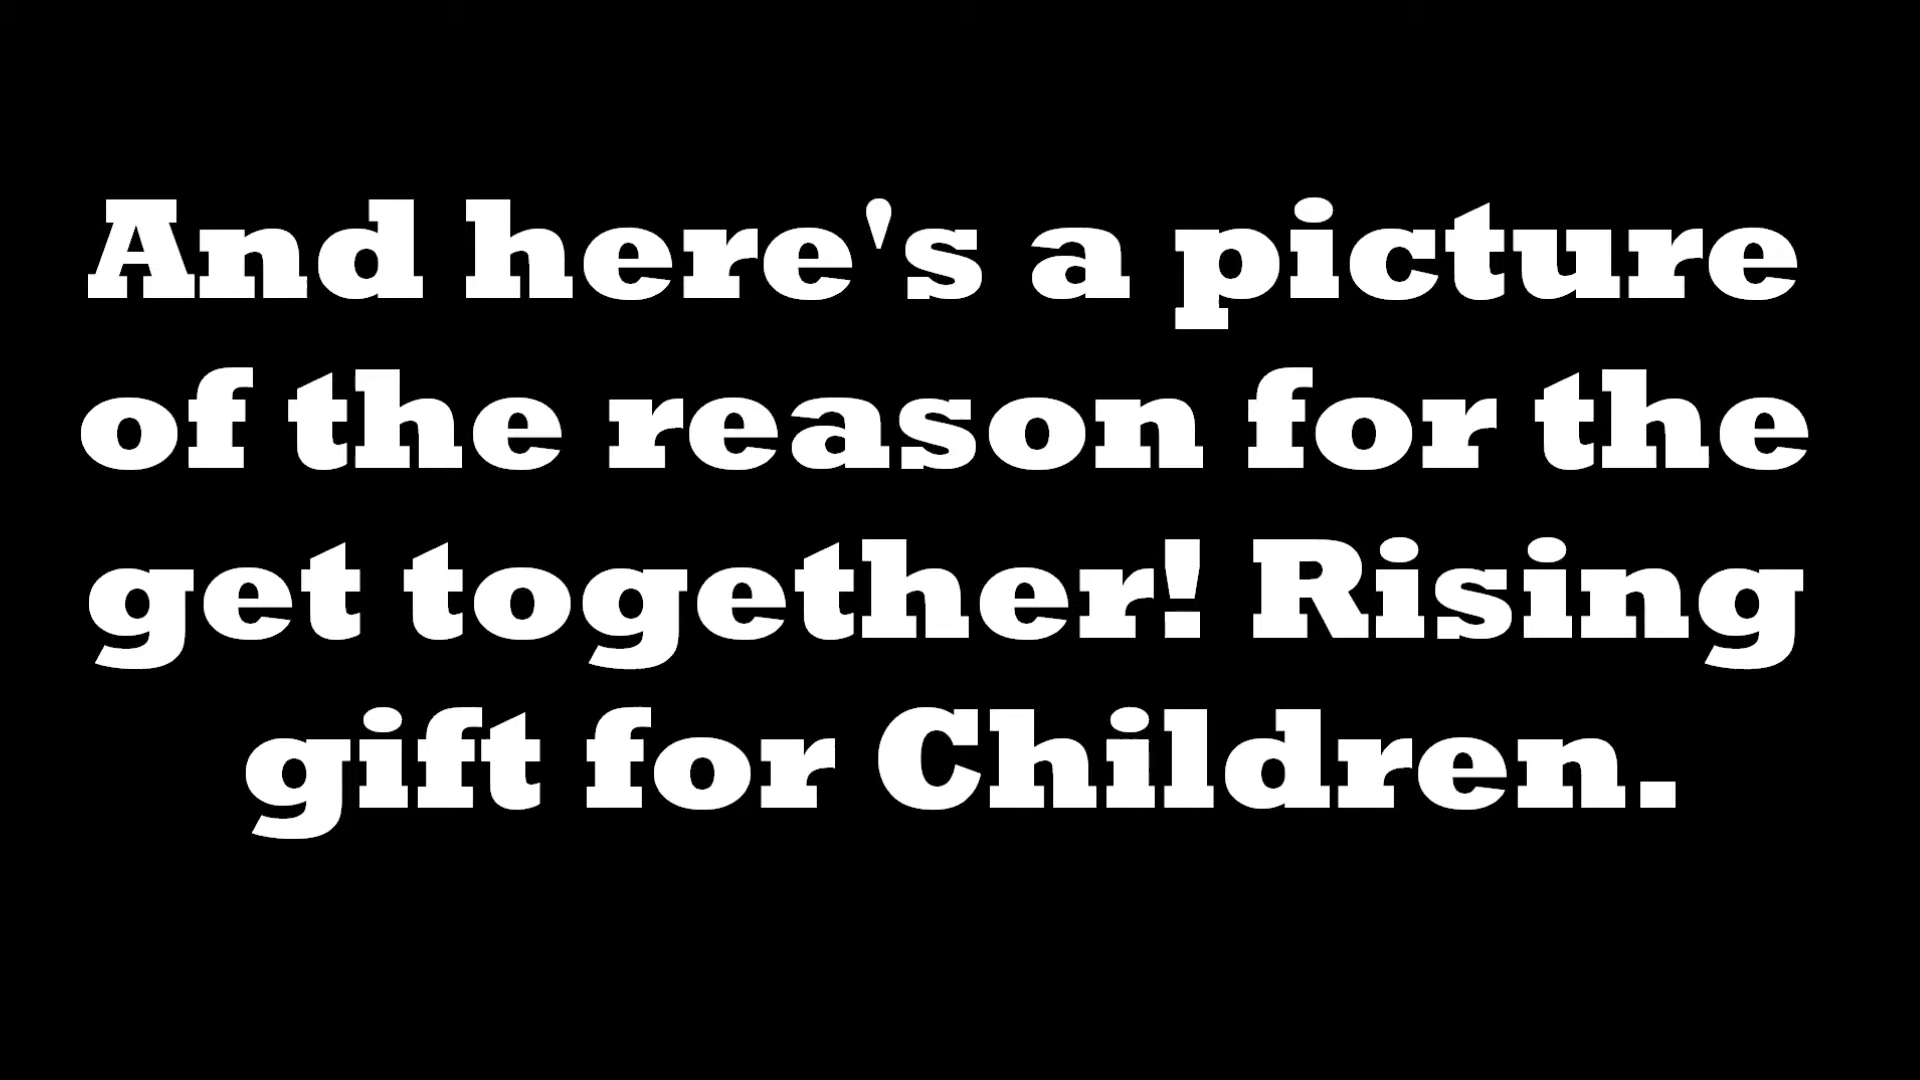 And here's a picture
of the reason for the
get together! Rising
gift for Children.